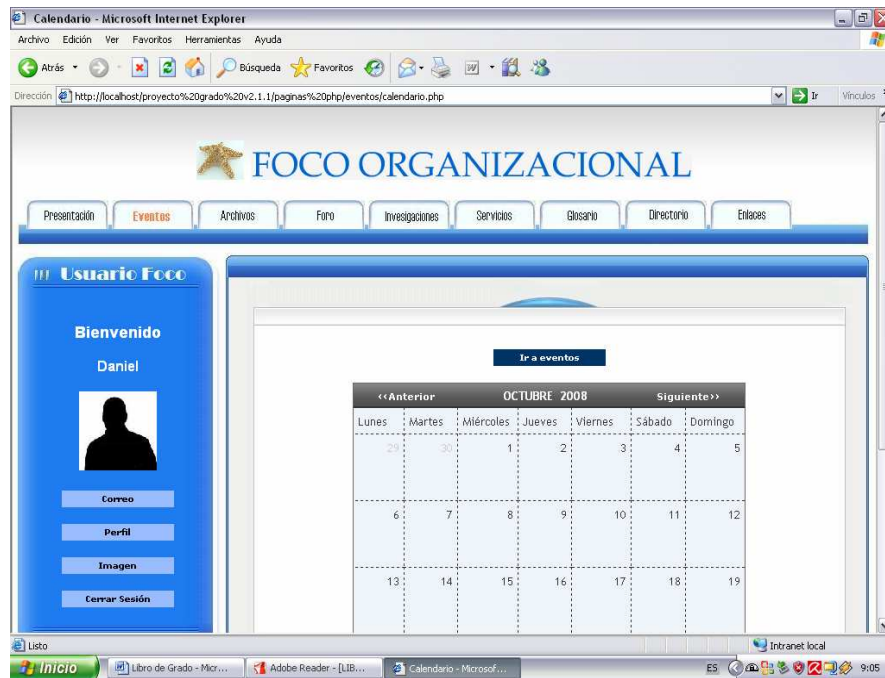 Calendario - Microsoft Internet Explorer
Archivo Edición Ver Favoritos Herramientas Ayuda
Atrás Búsqueda Favoritos
Dirección http://localhost/proyecto%20grado%20v2.1.1/paginas%20php/eventos/calendario.php Ir Vínculos
FOCO ORGANIZACIONAL
Presentación Eventos Archivos Foro Invesigaciones Servicios Glosario Directorio Enlaces
Usuario Foco
Bienvenido
Daniel
Correo
Perfil
Imagen
Cerrar Sesión
Ir a eventos
<<Anterior OCTUBRE 2008 Siguiente>>
Lunes Martes Miércoles Jueves Viernes Sábado Domingo
29 30 1 2 3 4 5
6 7 8 9 10 11 12
13 14 15 16 17 18 19
Listo Intranet local
Inicio Libro de Grado - Micr... Adobe Reader - [LIB... Calendario - Microsof... ES 9:05